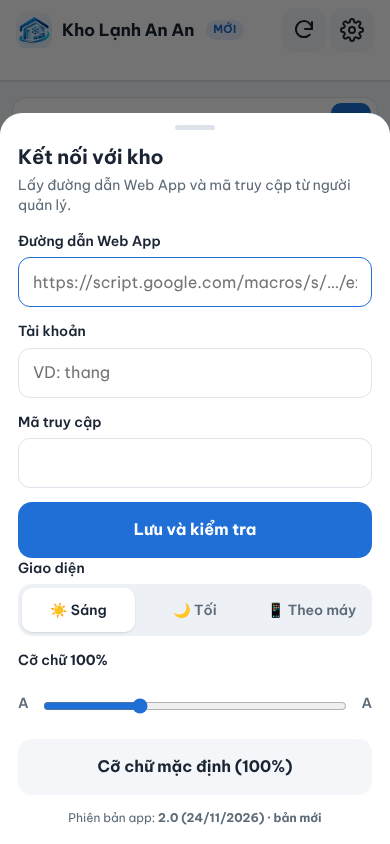 Kho Lạnh An An MỚI
Kết nối với kho
Lấy đường dẫn Web App và mã truy cập từ người
quản lý.
Đường dẫn Web App
https://script.google.com/macros/s/.../e
Tài khoản
VD: thang
Mã truy cập
Lưu và kiểm tra
Giao diện
☀️ Sáng 🌙 Tối 📱 Theo máy
Cỡ chữ 100%
A A
Cỡ chữ mặc định (100%)
Phiên bản app: 2.0 (24/11/2026) · bản mới